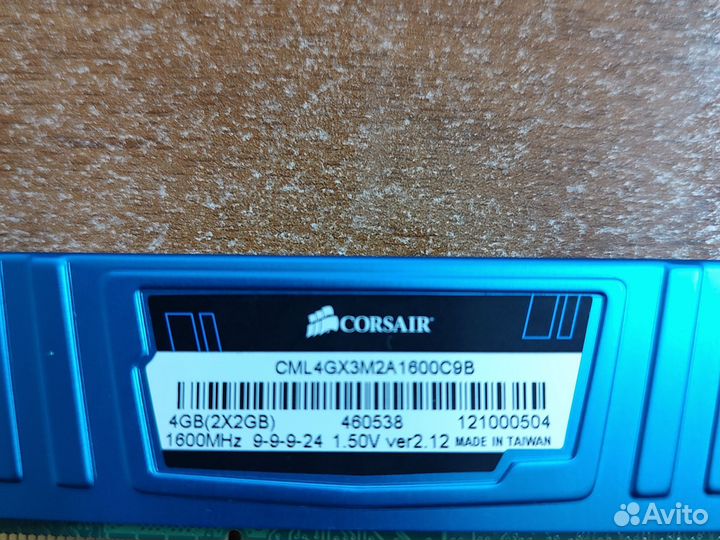 CORSAIR
CML4GX3M2A1600C9B
4GB(2X2GB) 460538 121000504
1600MHz 9-9-9-24 1.50V ver2.12 MADE IN TAIWAN
Avito